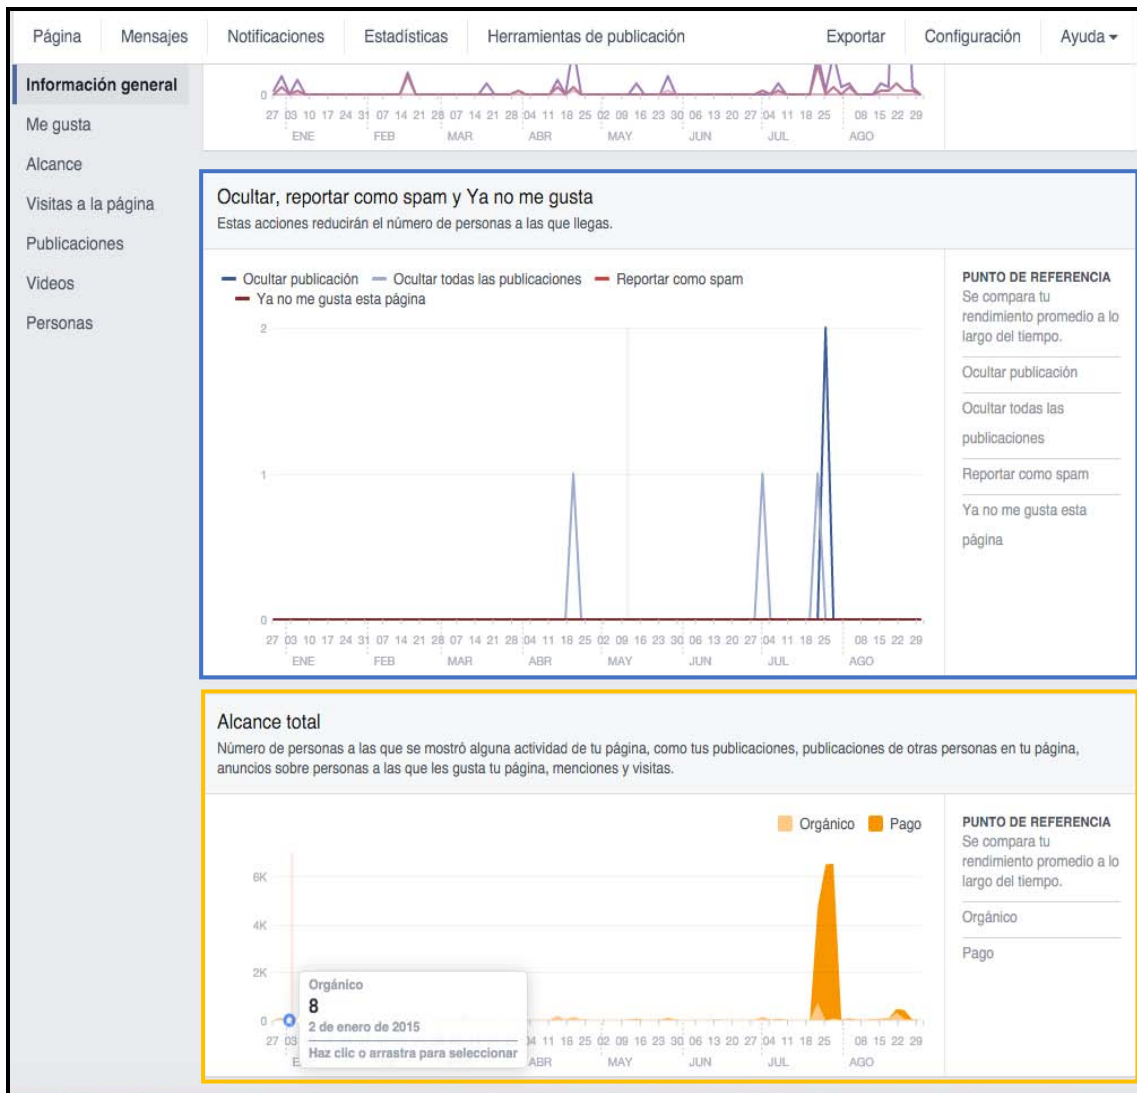 Página Mensajes Notificaciones Estadísticas Herramientas de publicación Exportar Configuración Ayuda
Información general
Me gusta
Alcance
Visitas a la página
Publicaciones
Videos
Personas
0
27 03 10 17 24 31 07 14 21 28 07 14 21 28 04 11 18 25 02 09 16 23 30 06 13 20 27 04 11 18 25 08 15 22 29
ENE FEB MAR ABR MAY JUN JUL AGO
Ocultar, reportar como spam y Ya no me gusta
Estas acciones reducirán el número de personas a las que llegas.
Ocultar publicación Ocultar todas las publicaciones Reportar como spam
Ya no me gusta esta página
2
1
0
27 03 10 17 24 31 07 14 21 28 07 14 21 28 04 11 18 25 02 09 16 23 30 06 13 20 27 04 11 18 25 08 15 22 29
ENE FEB MAR ABR MAY JUN JUL AGO
PUNTO DE REFERENCIA
Se compara tu
rendimiento promedio a lo
largo del tiempo.
Ocultar publicación
Ocultar todas las
publicaciones
Reportar como spam
Ya no me gusta esta
página
Alcance total
Número de personas a las que se mostró alguna actividad de tu página, como tus publicaciones, publicaciones de otras personas en tu página,
anuncios sobre personas a las que les gusta tu página, menciones y visitas.
Orgánico Pago
6K
4K
2K
0
Orgánico
8
2 de enero de 2015
Haz clic o arrastra para seleccionar
27 03 11 18 25 02 09 16 23 30 06 13 20 27 04 11 18 25 08 15 22 29
ABR MAY JUN JUL AGO
PUNTO DE REFERENCIA
Se compara tu
rendimiento promedio a lo
largo del tiempo.
Orgánico
Pago